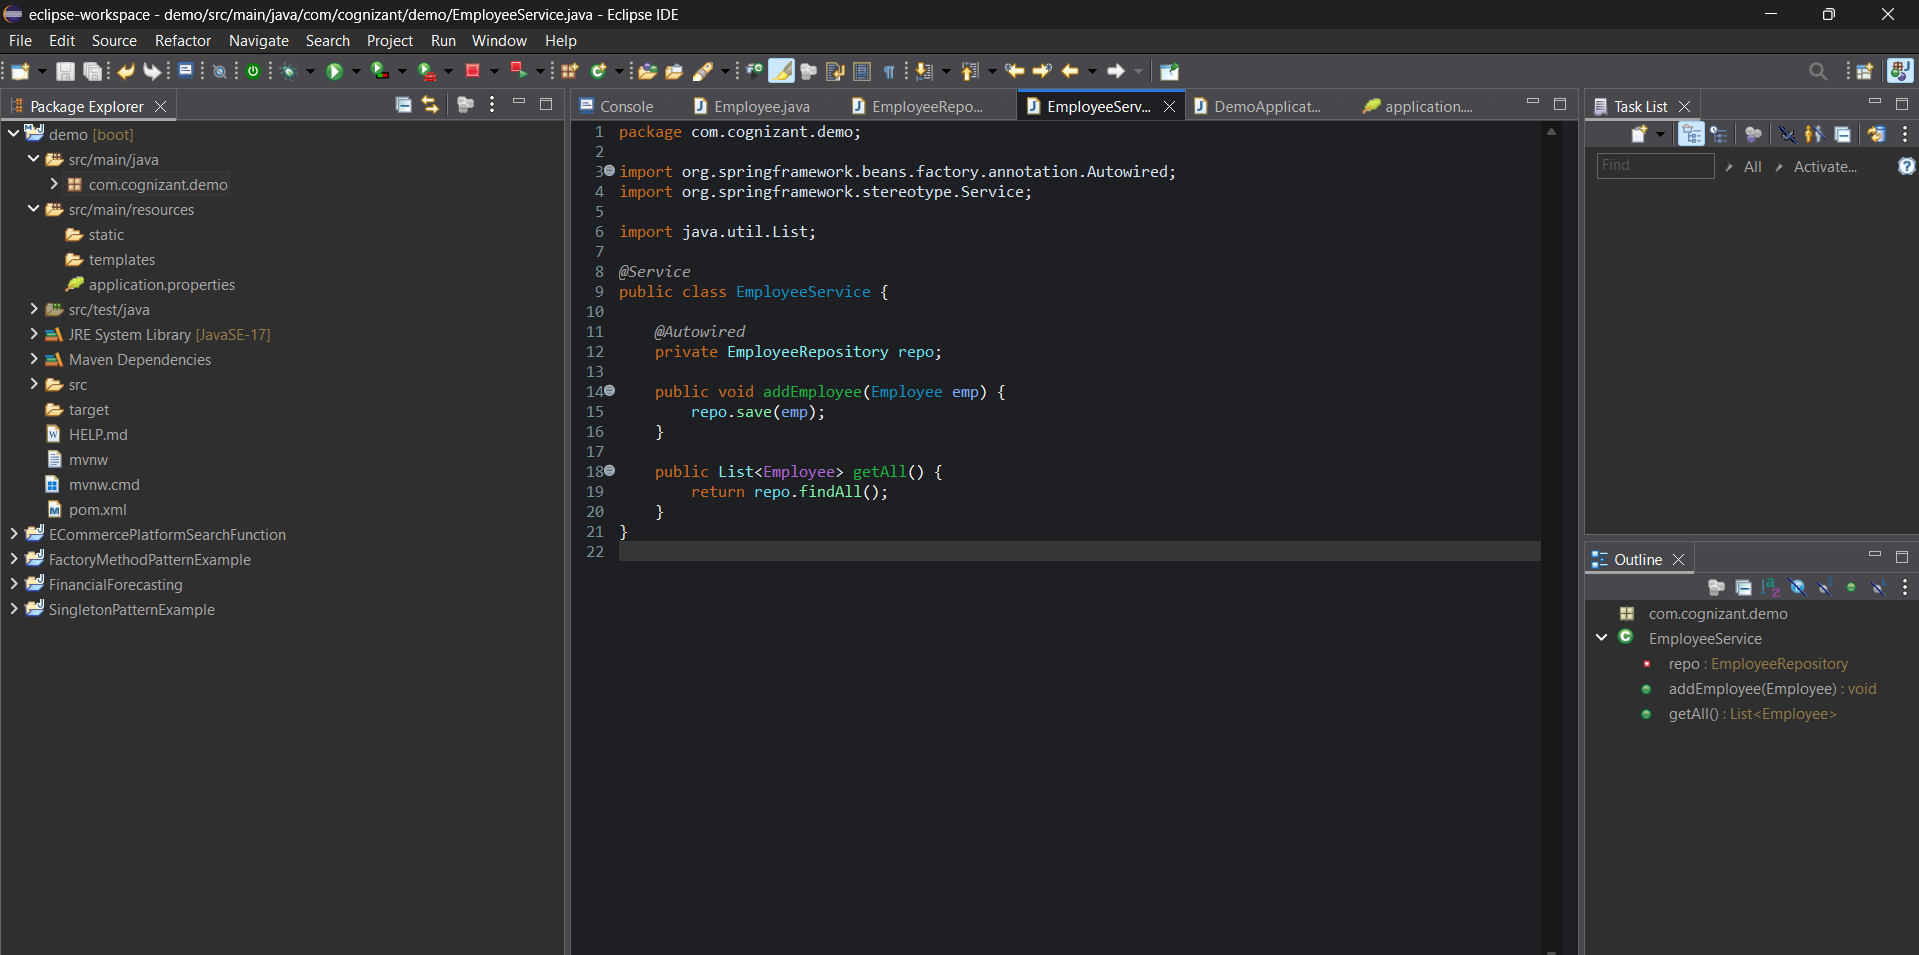 eclipse-workspace - demo/src/main/java/com/cognizant/demo/EmployeeService.java - Eclipse IDE
File Edit Source Refactor Navigate Search Project Run Window Help
Package Explorer
demo [boot]
src/main/java
com.cognizant.demo
src/main/resources
static
templates
application.properties
src/test/java
JRE System Library [JavaSE-17]
Maven Dependencies
src
target
HELP.md
mvnw
mvnw.cmd
pom.xml
ECommercePlatformSearchFunction
FactoryMethodPatternExample
FinancialForecasting
SingletonPatternExample
Console Employee.java EmployeeRepo... EmployeeServ... DemoApplicat... application....
1 package com.cognizant.demo;
2
3 import org.springframework.beans.factory.annotation.Autowired;
4 import org.springframework.stereotype.Service;
5
6 import java.util.List;
7
8 @Service
9 public class EmployeeService {
10
11     @Autowired
12     private EmployeeRepository repo;
13
14     public void addEmployee(Employee emp) {
15         repo.save(emp);
16     }
17
18     public List<Employee> getAll() {
19         return repo.findAll();
20     }
21 }
22
Task List
Find All Activate...
Outline
com.cognizant.demo
EmployeeService
repo : EmployeeRepository
addEmployee(Employee) : void
getAll() : List<Employee>